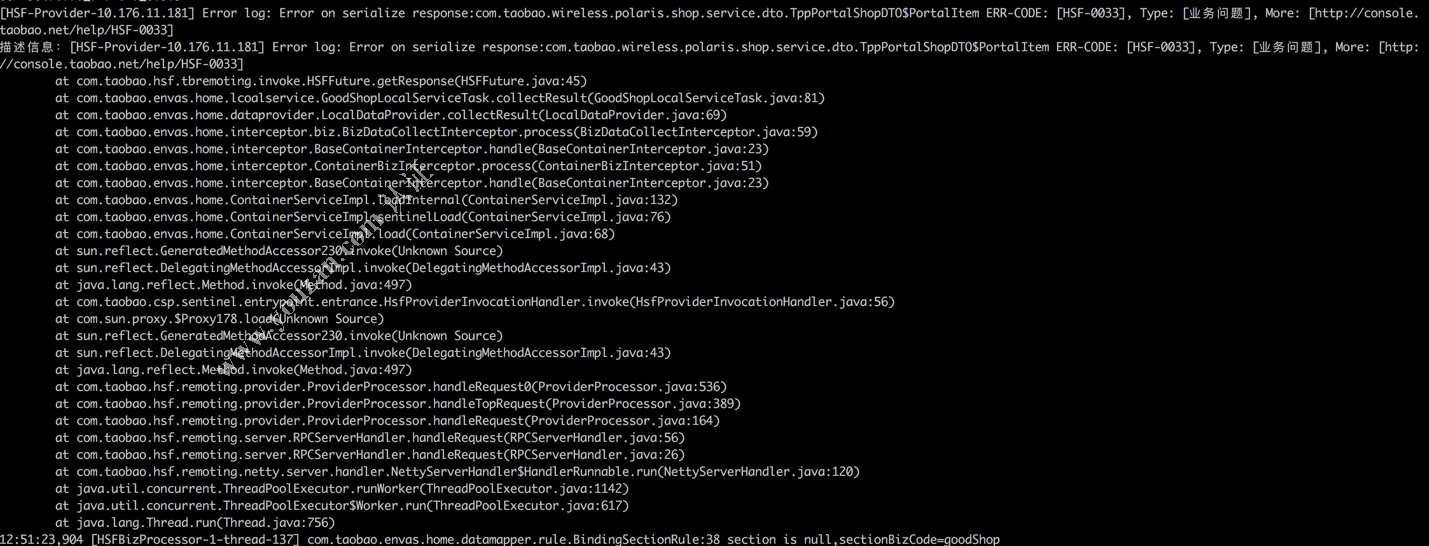 [HSF-Provider-10.176.11.181] Error log: Error on serialize response:com.taobao.wireless.polaris.shop.service.dto.TppPortalShopDTO$PortalItem ERR-CODE: [HSF-0033], Type: [业务问题], More: [http://console.
taobao.net/help/HSF-0033]
描述信息: [HSF-Provider-10.176.11.181] Error log: Error on serialize response:com.taobao.wireless.polaris.shop.service.dto.TppPortalShopDTO$PortalItem ERR-CODE: [HSF-0033], Type: [业务问题], More: [http:
//console.taobao.net/help/HSF-0033]
at com.taobao.hsf.tbremoting.invoke.HSFFuture.getResponse(HSFFuture.java:45)
at com.taobao.envas.home.lcoalservice.GoodShopLocalServiceTask.collectResult(GoodShopLocalServiceTask.java:81)
at com.taobao.envas.home.dataprovider.LocalDataProvider.collectResult(LocalDataProvider.java:69)
at com.taobao.envas.home.interceptor.biz.BizDataCollectInterceptor.process(BizDataCollectInterceptor.java:59)
at com.taobao.envas.home.interceptor.BaseContainerInterceptor.handle(BaseContainerInterceptor.java:23)
at com.taobao.envas.home.interceptor.ContainerBizInterceptor.process(ContainerBizInterceptor.java:51)
at com.taobao.envas.home.interceptor.BaseContainerInterceptor.handle(BaseContainerInterceptor.java:23)
at com.taobao.envas.home.ContainerServiceImpl.loadInternal(ContainerServiceImpl.java:132)
at com.taobao.envas.home.ContainerServiceImpl.sentinelLoad(ContainerServiceImpl.java:76)
at com.taobao.envas.home.ContainerServiceImpl.load(ContainerServiceImpl.java:68)
at sun.reflect.GeneratedMethodAccessor230.invoke(Unknown Source)
at sun.reflect.DelegatingMethodAccessorImpl.invoke(DelegatingMethodAccessorImpl.java:43)
at java.lang.reflect.Method.invoke(Method.java:497)
at com.taobao.csp.sentinel.entrypoint.entrance.HsfProviderInvocationHandler.invoke(HsfProviderInvocationHandler.java:56)
at com.sun.proxy.$Proxy178.load(Unknown Source)
at sun.reflect.GeneratedMethodAccessor230.invoke(Unknown Source)
at sun.reflect.DelegatingMethodAccessorImpl.invoke(DelegatingMethodAccessorImpl.java:43)
at java.lang.reflect.Method.invoke(Method.java:497)
at com.taobao.hsf.remoting.provider.ProviderProcessor.handleRequest0(ProviderProcessor.java:536)
at com.taobao.hsf.remoting.provider.ProviderProcessor.handleTopRequest(ProviderProcessor.java:389)
at com.taobao.hsf.remoting.provider.ProviderProcessor.handleRequest(ProviderProcessor.java:164)
at com.taobao.hsf.remoting.server.RPCServerHandler.handleRequest(RPCServerHandler.java:56)
at com.taobao.hsf.remoting.server.RPCServerHandler.handleRequest(RPCServerHandler.java:26)
at com.taobao.hsf.remoting.netty.server.handler.NettyServerHandler$HandlerRunnable.run(NettyServerHandler.java:120)
at java.util.concurrent.ThreadPoolExecutor.runWorker(ThreadPoolExecutor.java:1142)
at java.util.concurrent.ThreadPoolExecutor$Worker.run(ThreadPoolExecutor.java:617)
at java.lang.Thread.run(Thread.java:756)
12:51:23,904 [HSFBizProcessor-1-thread-137] com.taobao.envas.home.datamapper.rule.BindingSectionRule:38 section is null,sectionBizCode=goodShop